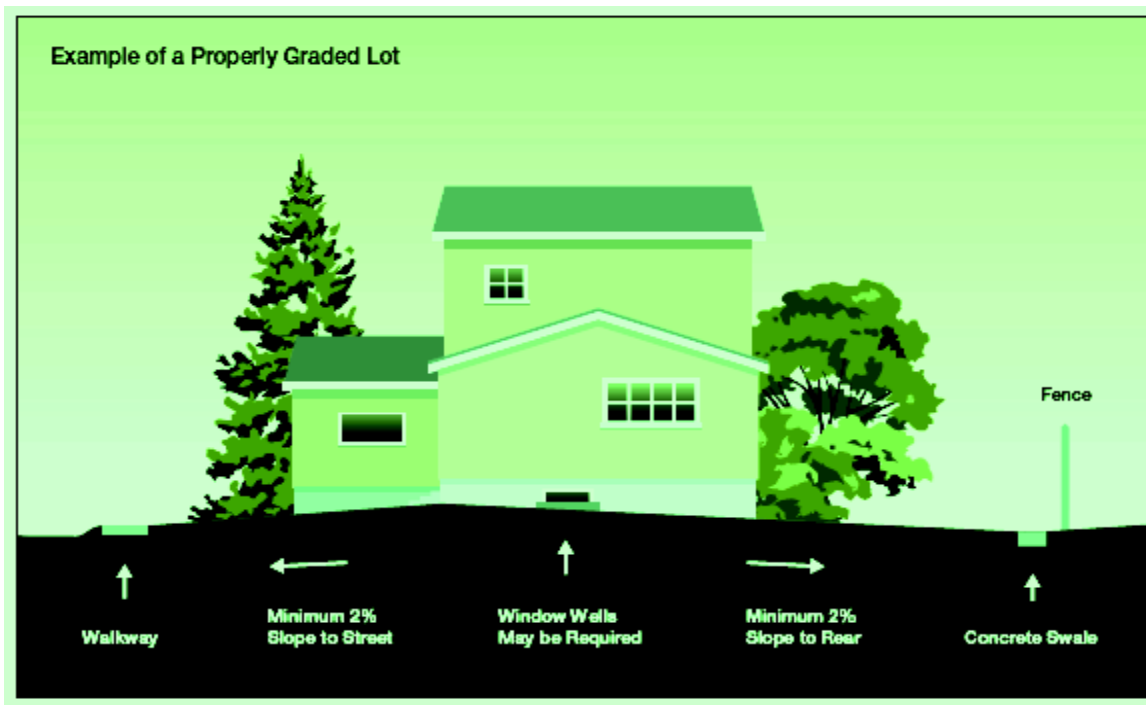 Example of a Properly Graded Lot
Fence
Walkway
Minimum 2%
Slope to Street
Window Wells
May be Required
Minimum 2%
Slope to Rear
Concrete Swale